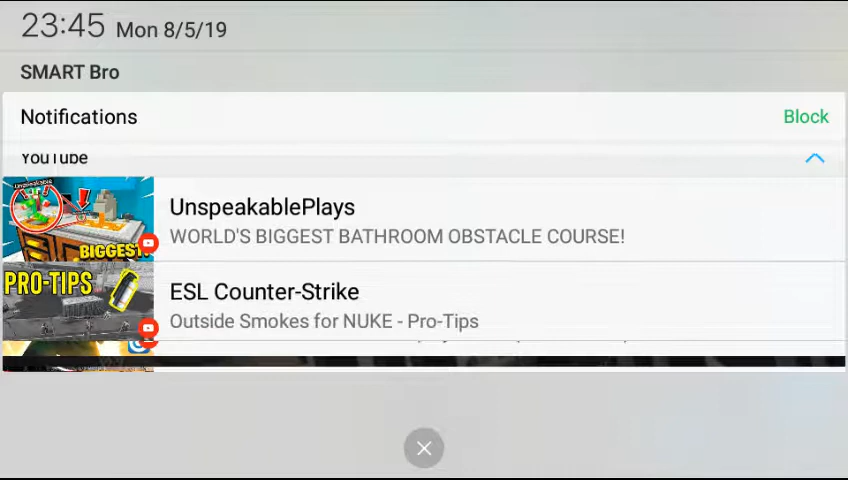 23:45 Mon 8/5/19
SMART Bro
Notifications
Block
YouTube
Unspeakable
BIGGEST
UnspeakablePlays
WORLD'S BIGGEST BATHROOM OBSTACLE COURSE!
PRO-TIPS
ESL Counter-Strike
Outside Smokes for NUKE - Pro-Tips